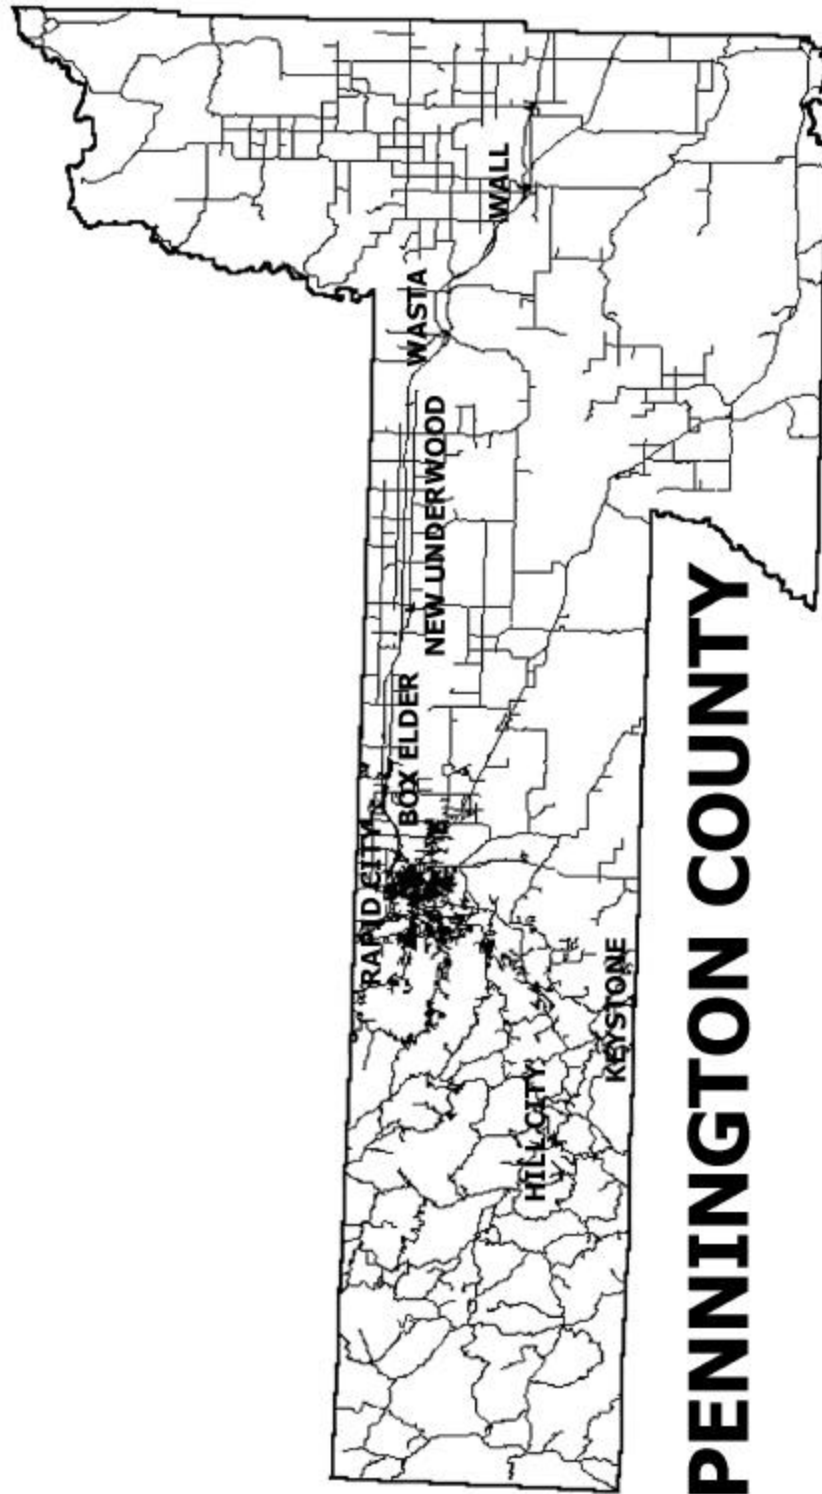 RAPID CITY
BOX ELDER
NEW UNDERWOOD
WASTA
WALL
HILL CITY
KEYSTONE
PENNINGTON COUNTY